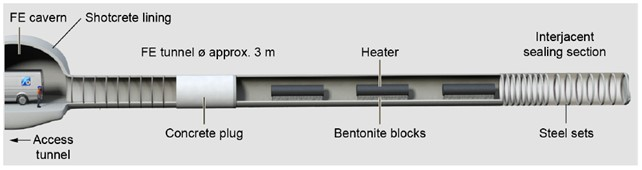 FE cavern
Shotcrete lining
FE tunnel ø approx. 3 m
Heater
Interjacent
sealing section
Concrete plug
Bentonite blocks
Steel sets
← Access
tunnel